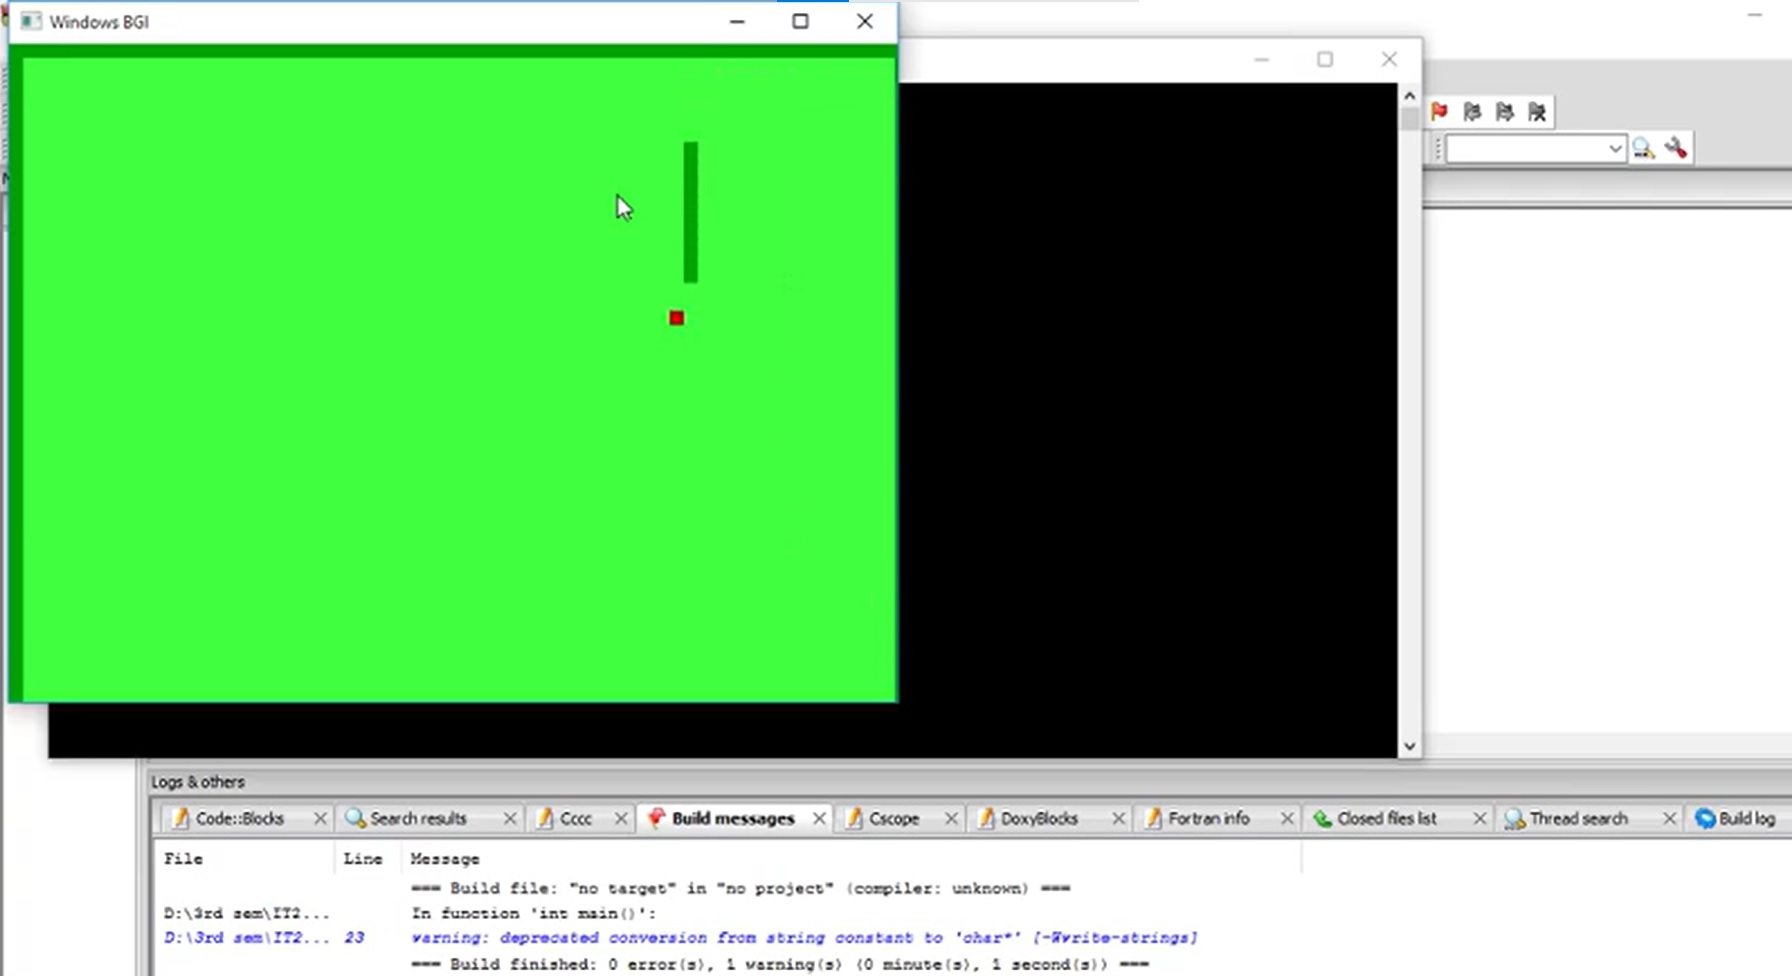 Windows BGI
Logs & others
Code::Blocks
Search results
Cccc
Build messages
Cscope
DoxyBlocks
Fortran info
Closed files list
Thread search
Build log
File Line Message
=== Build file: "no target" in "no project" (compiler: unknown) ===
D:\3rd sem\IT2... In function 'int main()':
D:\3rd sem\IT2... 23 warning: deprecated conversion from string constant to 'char*' [-Wwrite-strings]
=== Build finished: 0 error(s), 1 warning(s) (0 minute(s), 1 second(s)) ===